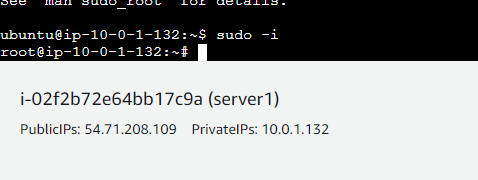 See "man sudo_root" for details.
ubuntu@ip-10-0-1-132:~$ sudo -i
root@ip-10-0-1-132:~#
i-02f2b72e64bb17c9a (server1)
PublicIPs: 54.71.208.109 PrivateIPs: 10.0.1.132